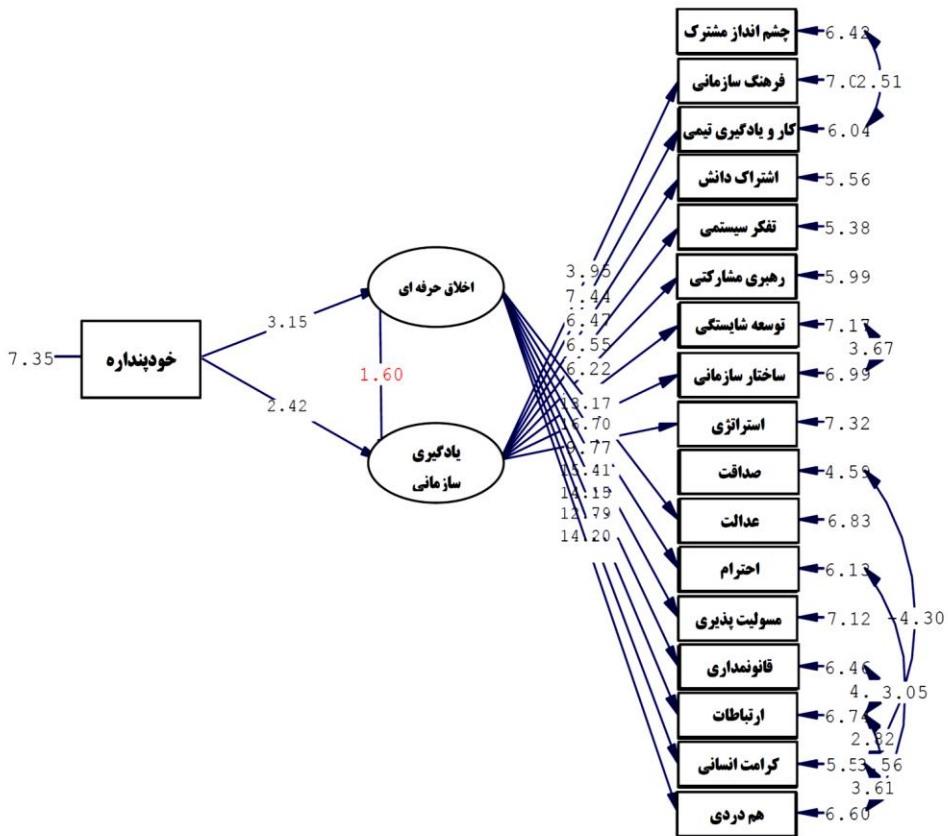 چشم انداز مشترک
6.42
فرهنگ سازمانی
2.51
کار و یادگیری تیمی
6.04
اشتراک دانش
5.56
تفکر سیستمی
5.38
رهبری مشارکتی
5.99
توسعه شایستگی
7.17
3.67
ساختار سازمانی
6.99
استراتژی
7.32
صداقت
4.59
عدالت
6.83
احترام
6.13
مسولیت پذیری
7.12
-4.30
قانونمداری
6.46
3.05
ارتباطات
6.74
2.82
کرامت انسانی
3.61
هم دردی
6.60
اخلاق حرفه ای
یادگیری
سازمانی
خودپنداره
7.35
3.15
2.42
1.60
3.95
7.44
6.47
6.55
6.22
13.17
16.70
9.77
15.41
14.15
12.79
14.20